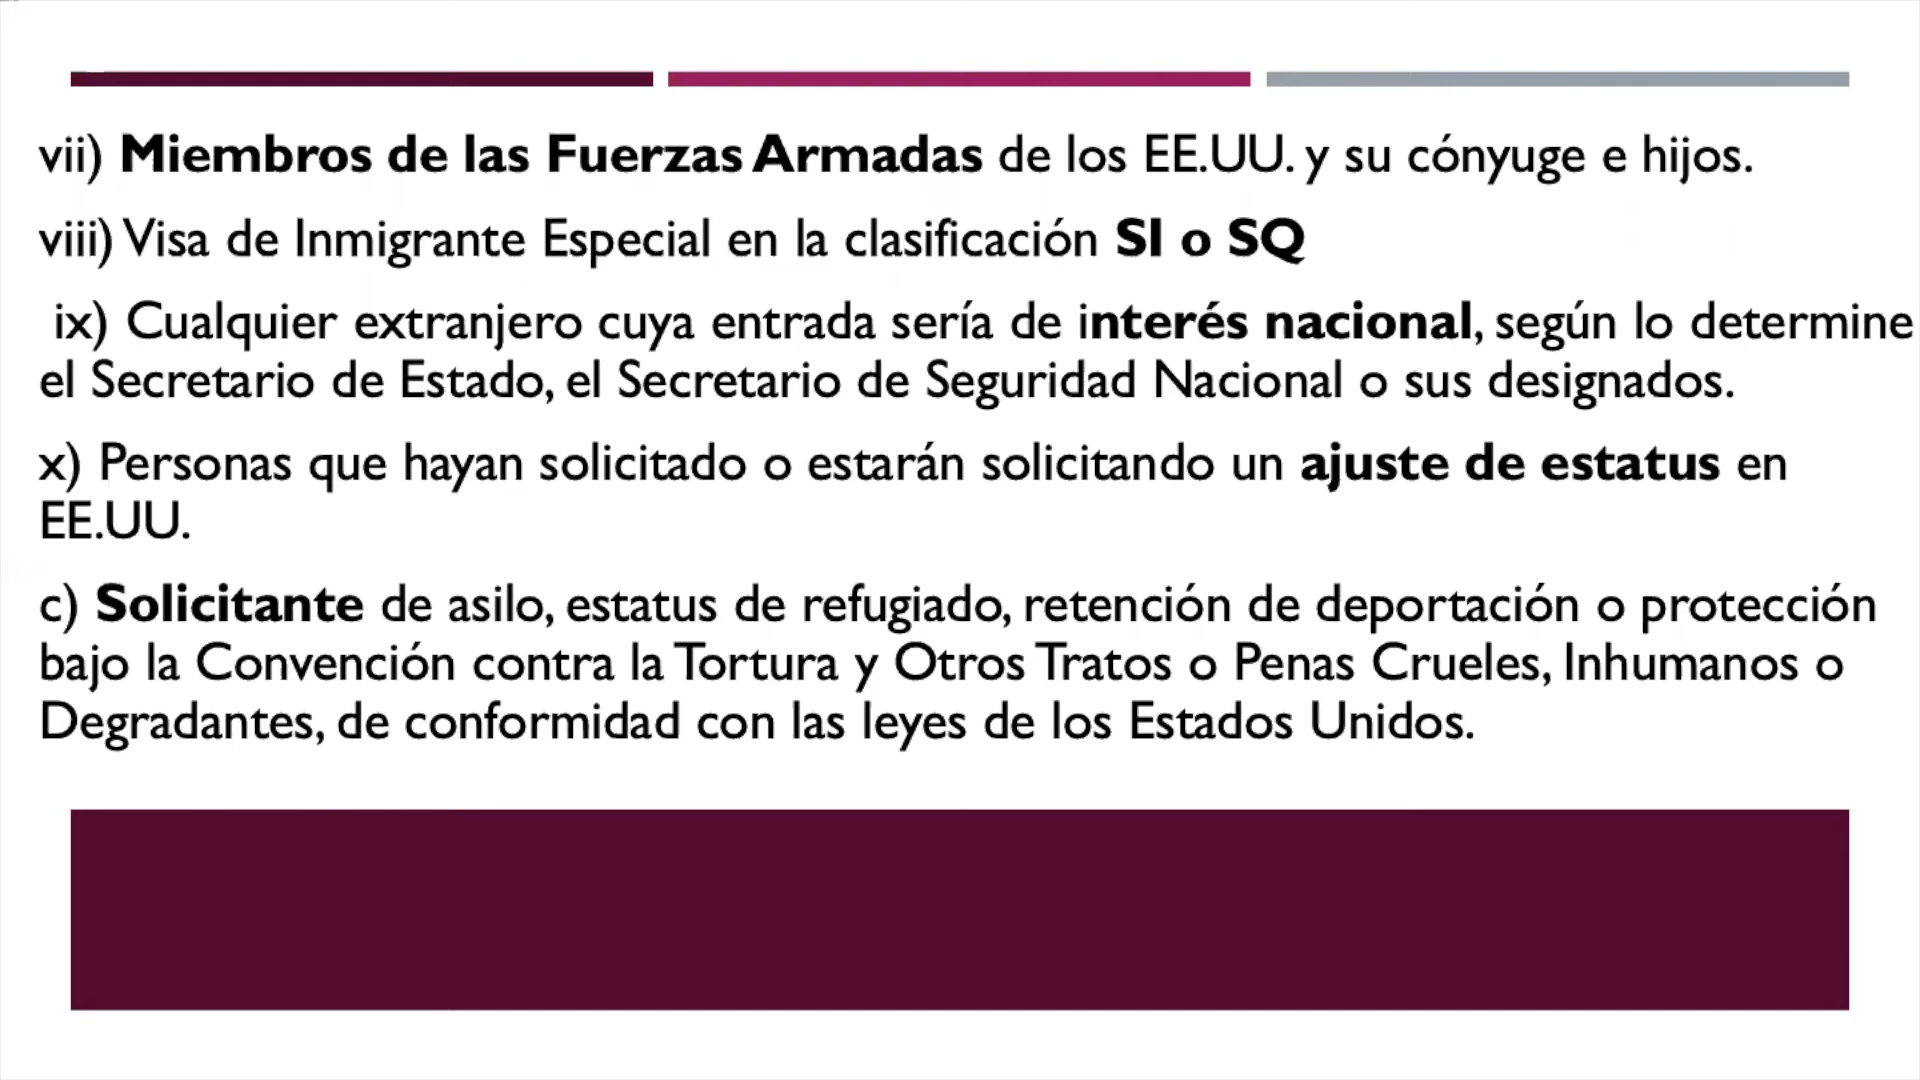 vii) Miembros de las Fuerzas Armadas de los EE.UU. y su cónyuge e hijos.
viii) Visa de Inmigrante Especial en la clasificación SI o SQ
ix) Cualquier extranjero cuya entrada sería de interés nacional, según lo determine
el Secretario de Estado, el Secretario de Seguridad Nacional o sus designados.
x) Personas que hayan solicitado o estarán solicitando un ajuste de estatus en
EE.UU.
c) Solicitante de asilo, estatus de refugiado, retención de deportación o protección
bajo la Convención contra la Tortura y Otros Tratos o Penas Crueles, Inhumanos o
Degradantes, de conformidad con las leyes de los Estados Unidos.